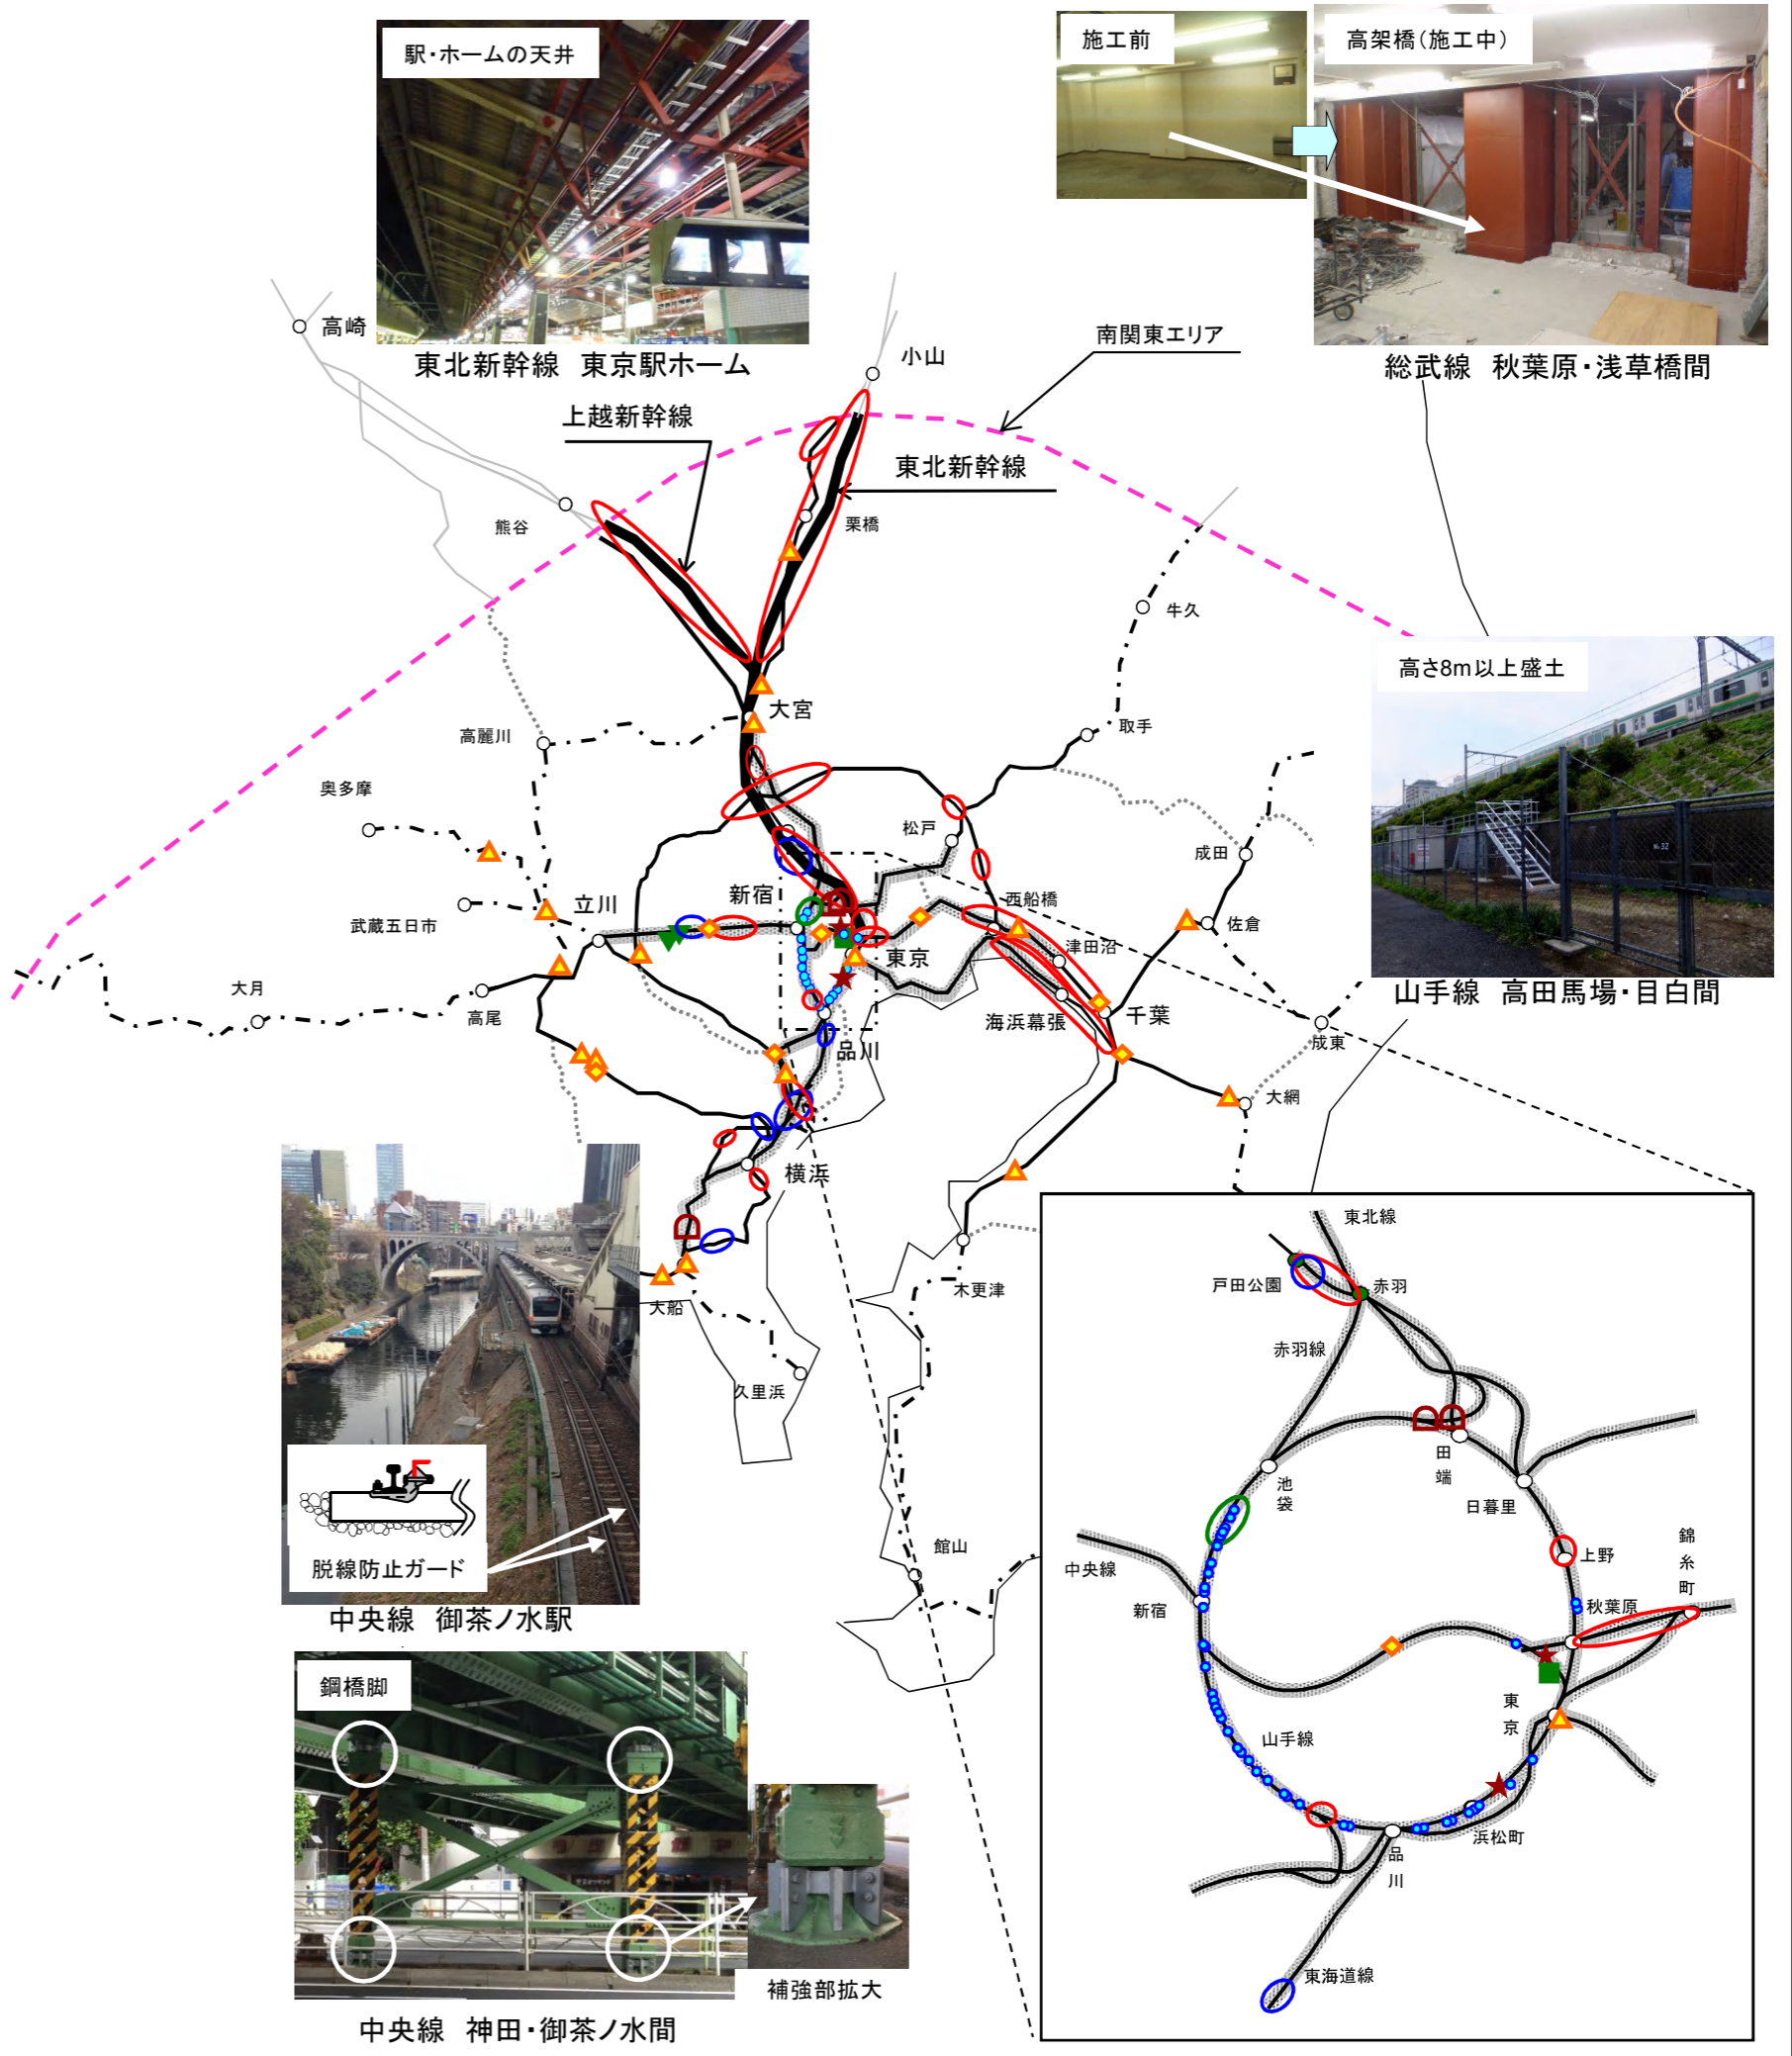 駅・ホームの天井
施工前
高架橋(施工中)
東北新幹線 東京駅ホーム
総武線 秋葉原・浅草橋間
南関東エリア
高崎
小山
上越新幹線
東北新幹線
熊谷
栗橋
牛久
高さ8m以上盛土
山手線 高田馬場・目白間
大宮
取手
高麗川
奥多摩
松戸
成田
新宿
西船橋
立川
武蔵五日市
佐倉
津田沼
東京
大月
高尾
海浜幕張
千葉
成東
品川
大網
横浜
木更津
大船
久里浜
館山
脱線防止ガード
中央線 御茶ノ水駅
鋼橋脚
補強部拡大
中央線 神田・御茶ノ水間
東北線
戸田公園
赤羽
赤羽線
田端
池袋
日暮里
錦糸町
上野
中央線
新宿
秋葉原
東京
山手線
浜松町
品川
東海道線